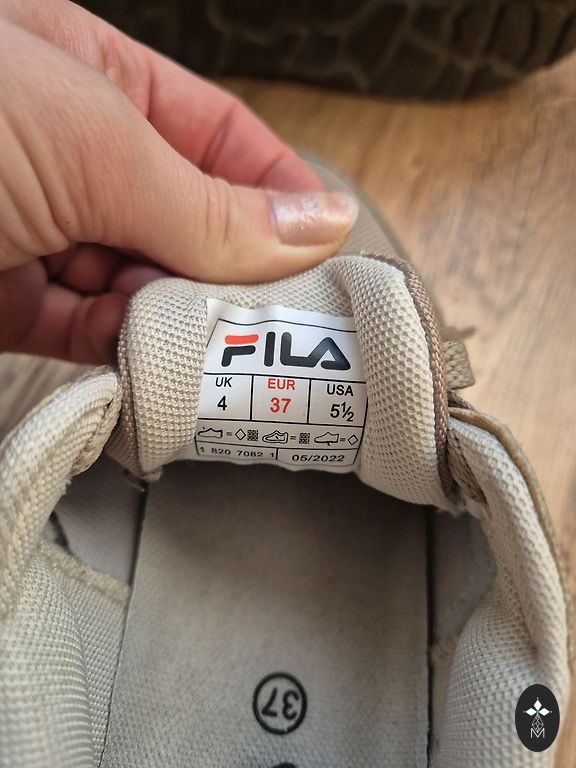 FILA
UK EUR USA
4 37 5½
1 820 7082 1 05/2022
37
M